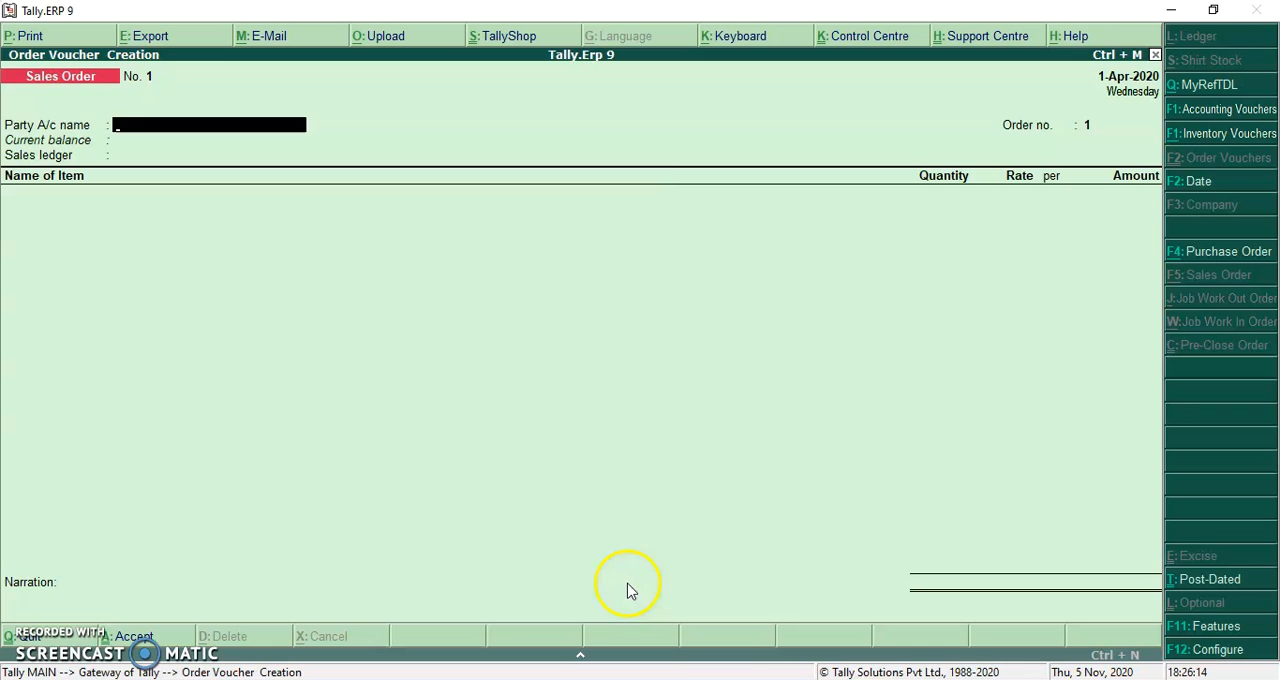 Tally.ERP 9
P: Print E: Export M: E-Mail O: Upload S: TallyShop G: Language K: Keyboard K: Control Centre H: Support Centre H: Help
Order Voucher Creation Tally.Erp 9 Ctrl + M
Sales Order No. 1 1-Apr-2020
Wednesday
Party A/c name : Order no. : 1
Current balance :
Sales ledger :
Name of Item Quantity Rate per Amount
Narration:
L: Ledger
S: Shirt Stock
Q: MyRefTDL
F1: Accounting Vouchers
F1: Inventory Vouchers
F2: Order Vouchers
F2: Date
F3: Company
F4: Purchase Order
F5: Sales Order
J: Job Work Out Order
W: Job Work In Order
C: Pre-Close Order
E: Excise
T: Post-Dated
L: Optional
F11: Features
F12: Configure
Q: Quit A: Accept D: Delete X: Cancel
RECORDED WITH
SCREENCAST MATIC
Ctrl + N
Tally MAIN --> Gateway of Tally --> Order Voucher Creation © Tally Solutions Pvt Ltd., 1988-2020 Thu, 5 Nov, 2020 18:26:14